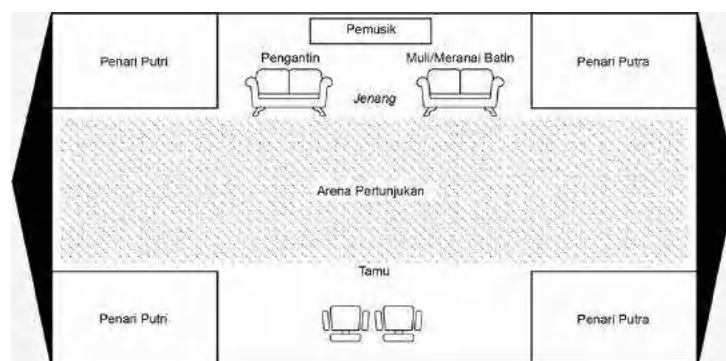 Pemusik
Penari Putri
Pengantin
Muli/Meranai Batin
Penari Putra
Jenang
Arena Pertunjukan
Tamu
Penari Putri
Penari Putra